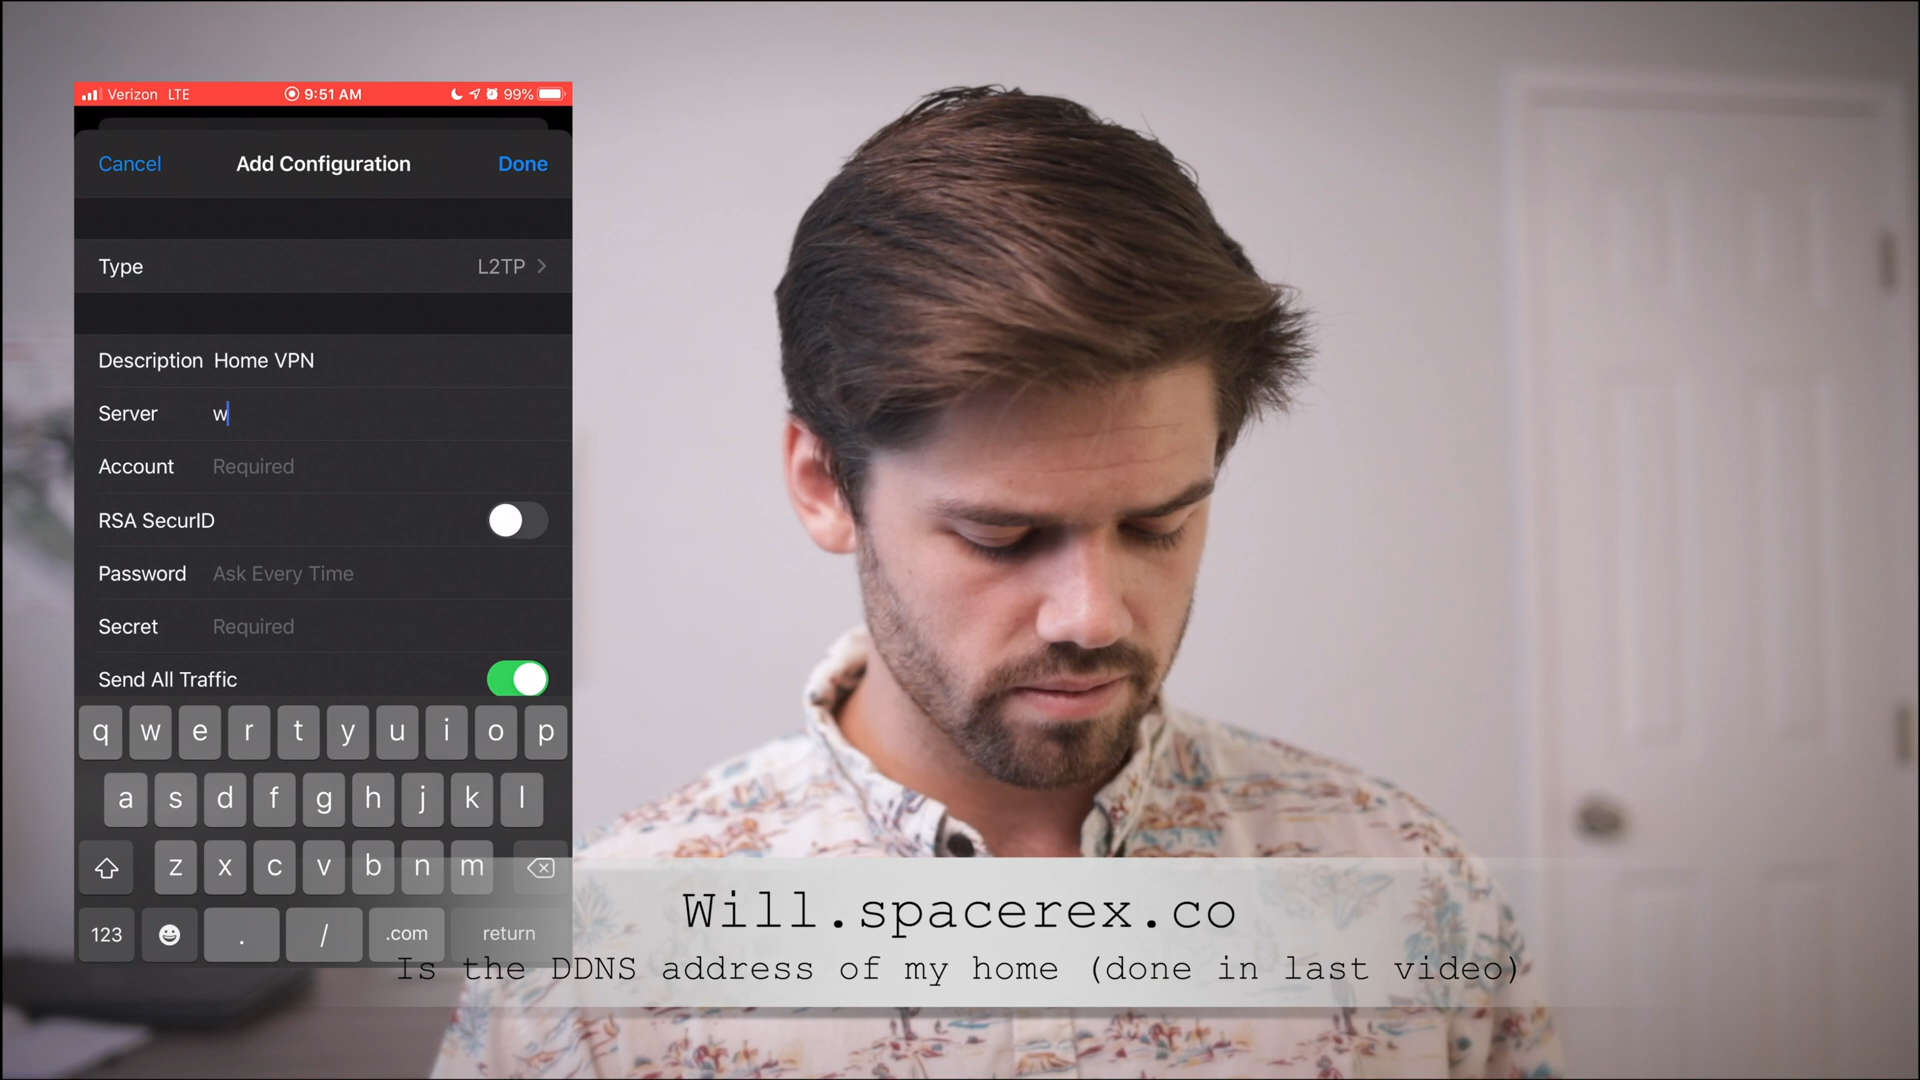 Verizon LTE 9:51 AM 99%
Cancel Add Configuration Done
Type L2TP
Description Home VPN
Server w
Account Required
RSA SecurID
Password Ask Every Time
Secret Required
Send All Traffic
q w e r t y u i o p
a s d f g h j k l
z x c v b n m
123 . / .com return
Will.spacerex.co
Is the DDNS address of my home (done in last video)